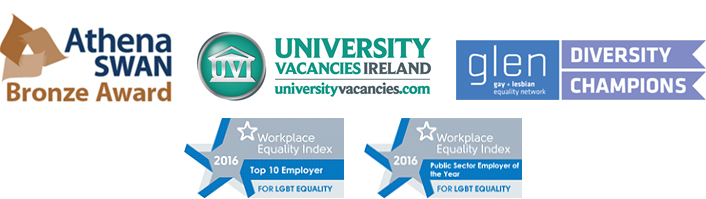 Athena
SWAN
Bronze Award
UVI
UNIVERSITY
VACANCIES IRELAND
universityvacancies.com
glen
gay + lesbian
equality network
DIVERSITY
CHAMPIONS
2016
Workplace
Equality Index
Top 10 Employer
FOR LGBT EQUALITY
2016
Workplace
Equality Index
Public Sector Employer of
the Year
FOR LGBT EQUALITY